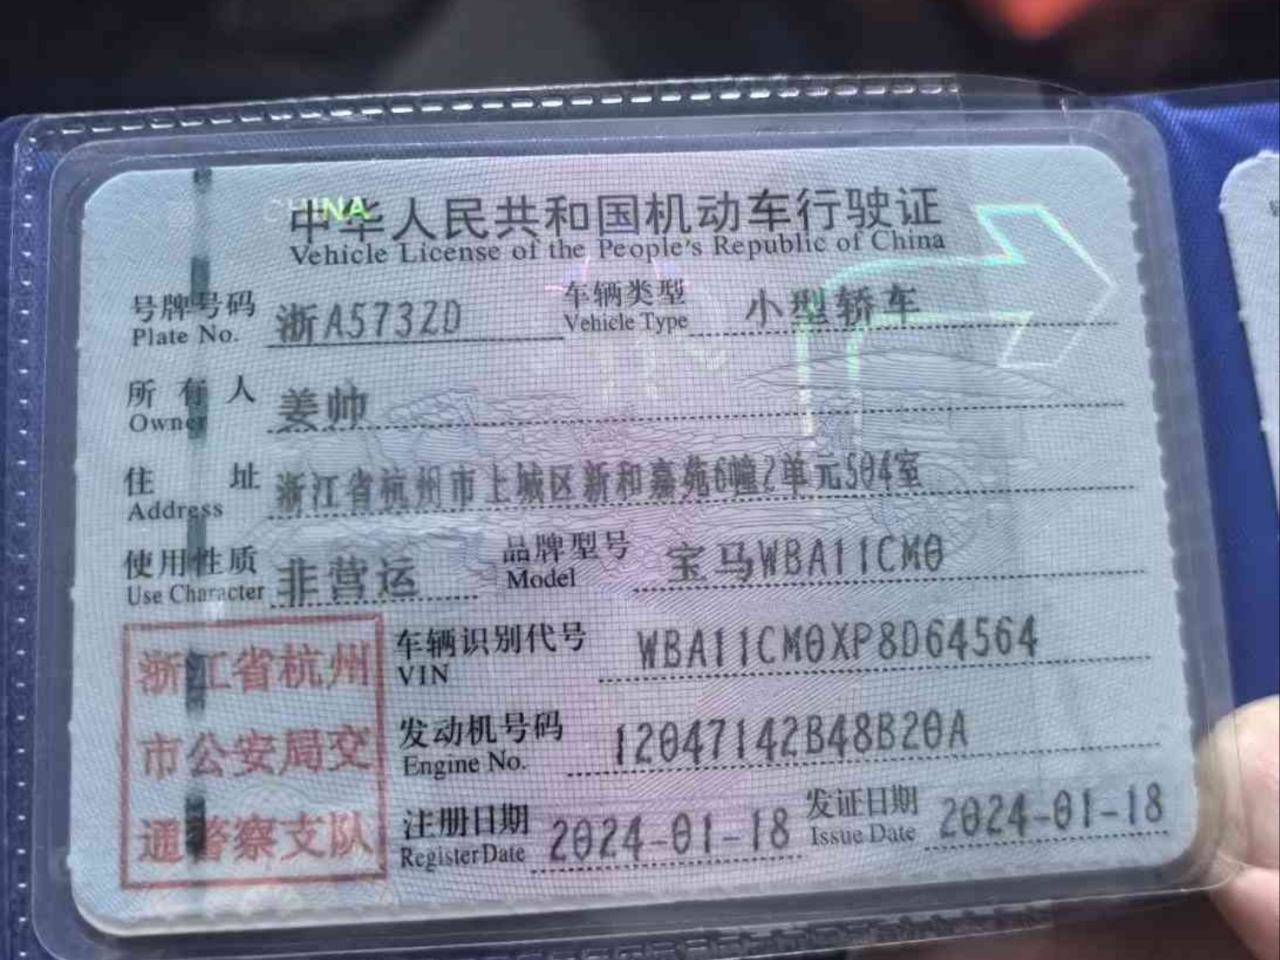 CHINA
中华人民共和国机动车行驶证
Vehicle License of the People's Republic of China
号牌号码 浙A573ZD 车辆类型 小型轿车
Plate No. Vehicle Type
所有人 姜帅
Owner
住址 浙江省杭州市上城区新和嘉苑6幢2单元504室
Address
使用性质 非营运 品牌型号 宝马WBA11CM0
Use Character Model
浙江省杭州
市公安局交
通警察支队
车辆识别代号 WBA11CM0XP8D64564
VIN
发动机号码 12047142B48B20A
Engine No.
注册日期 2024-01-18 发证日期 2024-01-18
Register Date Issue Date